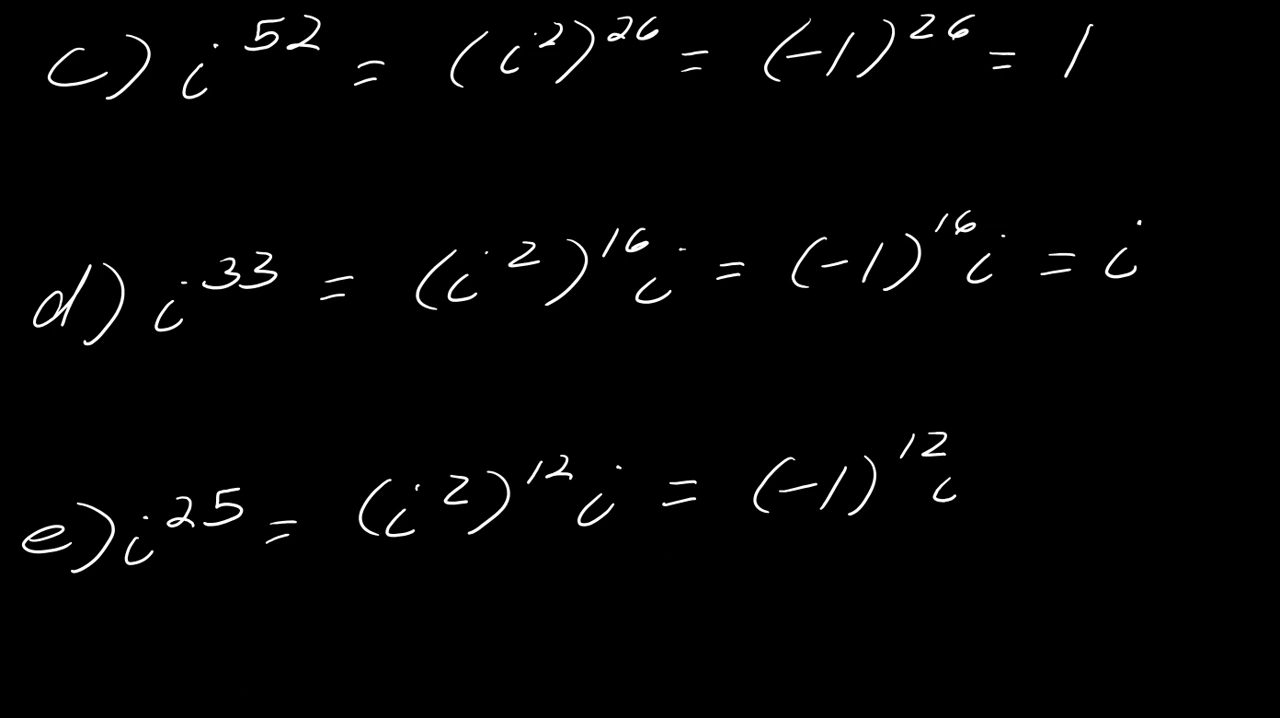 c) i^52 = (i^2)^26 = (-1)^26 = 1
d) i^33 = (i^2)^16 i = (-1)^16 i = i
e) i^25 = (i^2)^12 i = (-1)^12 i